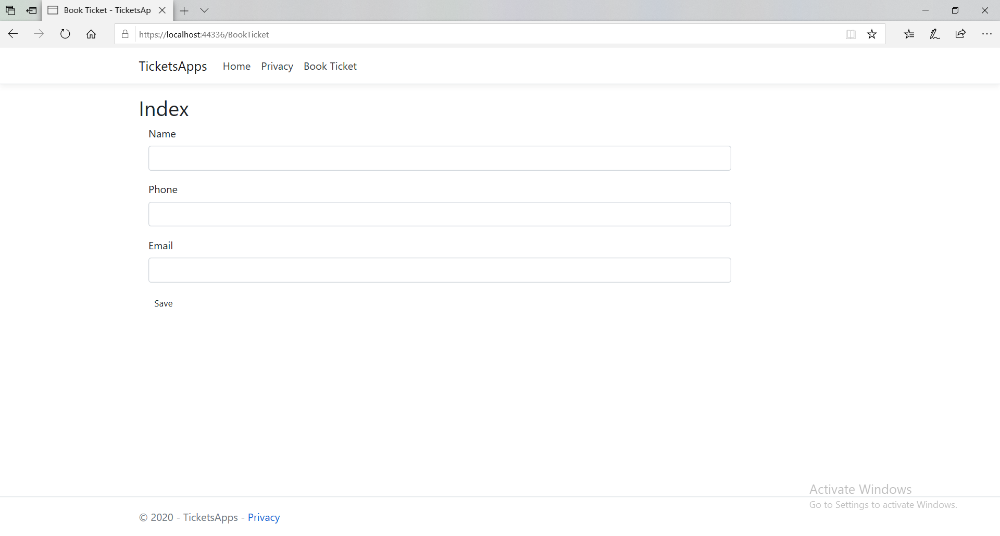 Book Ticket - TicketsAp
https://localhost:44336/BookTicket
TicketsApps Home Privacy Book Ticket
Index
Name
Phone
Email
Save
Activate Windows
Go to Settings to activate Windows.
© 2020 - TicketsApps - Privacy